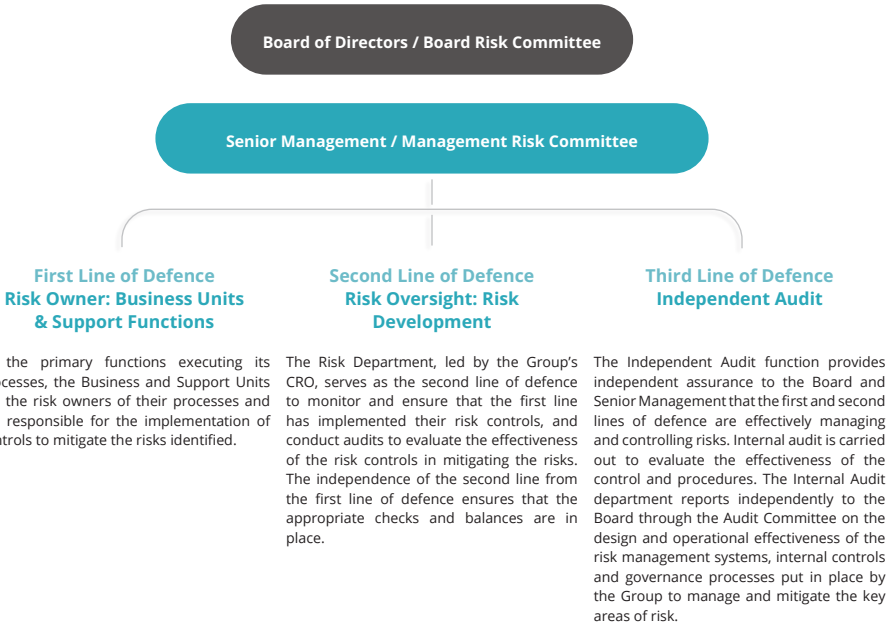 Board of Directors / Board Risk Committee
Senior Management / Management Risk Committee
First Line of Defence
Risk Owner: Business Units
& Support Functions
the primary functions executing its
the Business and Support Units
the risk owners of their processes and
responsible for the implementation of
to mitigate the risks identified.
Second Line of Defence
Risk Oversight: Risk
Development
The Risk Department, led by the Group's
CRO, serves as the second line of defence
to monitor and ensure that the first line
has implemented their risk controls, and
conduct audits to evaluate the effectiveness
of the risk controls in mitigating the risks.
The independence of the second line from
the first line of defence ensures that the
appropriate checks and balances are in
place.
Third Line of Defence
Independent Audit
The Independent Audit function provides
independent assurance to the Board and
Senior Management that the first and second
lines of defence are effectively managing
and controlling risks. Internal audit is carried
out to evaluate the effectiveness of the
control and procedures. The Internal Audit
department reports independently to the
Board through the Audit Committee on the
design and operational effectiveness of the
risk management systems, internal controls
and governance processes put in place by
the Group to manage and mitigate the key
areas of risk.